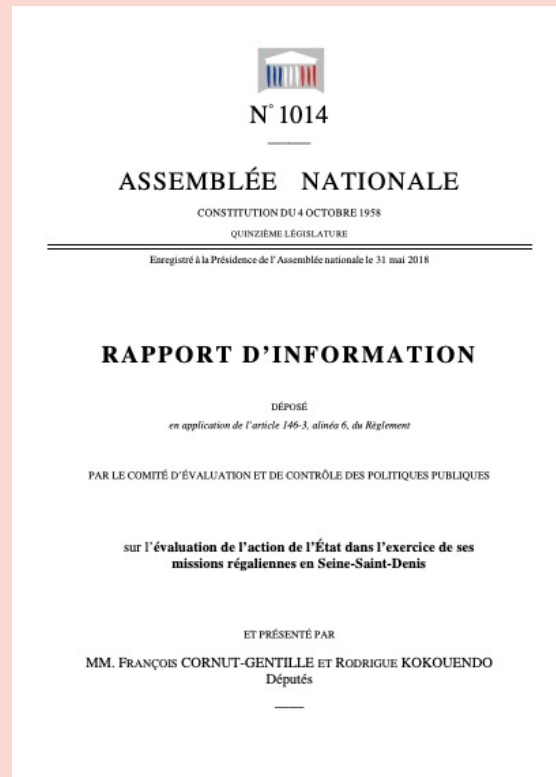 N° 1014
ASSEMBLÉE NATIONALE
CONSTITUTION DU 4 OCTOBRE 1958
QUINZIÈME LÉGISLATURE
Enregistré à la Présidence de l'Assemblée nationale le 31 mai 2018
RAPPORT D'INFORMATION
DÉPOSÉ
en application de l'article 146-3, alinéa 6, du Règlement
PAR LE COMITÉ D'ÉVALUATION ET DE CONTRÔLE DES POLITIQUES PUBLIQUES
sur l'évaluation de l'action de l'État dans l'exercice de ses
missions régaliennes en Seine-Saint-Denis
ET PRÉSENTÉ PAR
MM. FRANÇOIS CORNUT-GENTILLE ET RODRIGUE KOKOUENDO
Députés